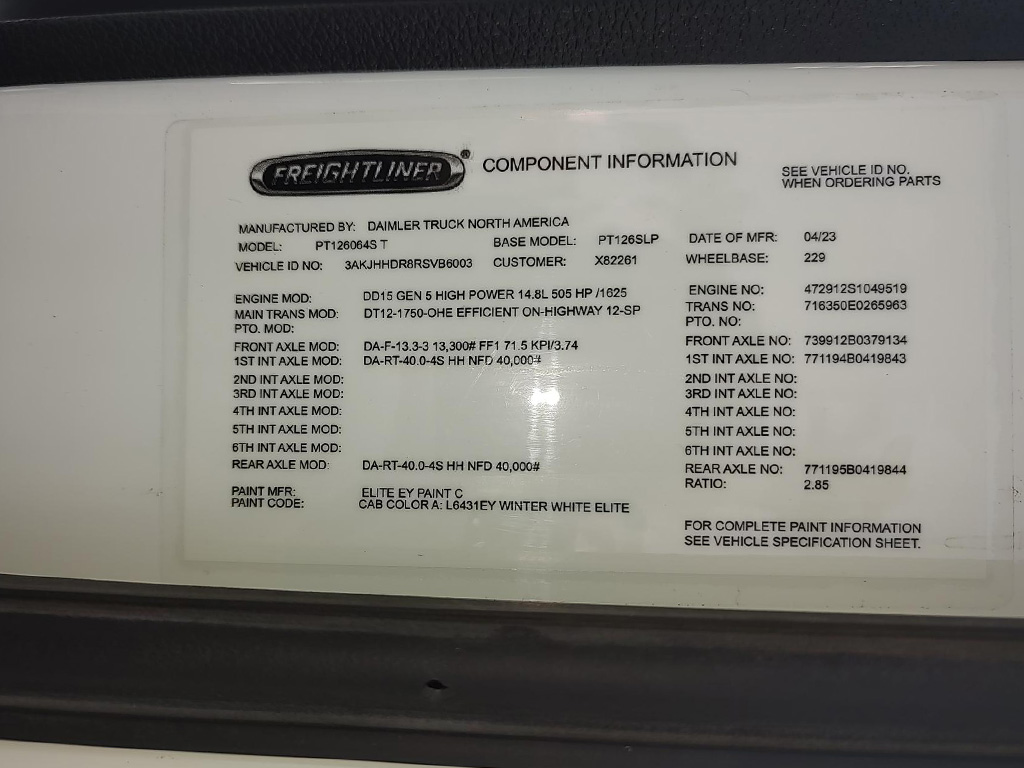 FREIGHTLINER® COMPONENT INFORMATION
SEE VEHICLE ID NO.
WHEN ORDERING PARTS
MANUFACTURED BY: DAIMLER TRUCK NORTH AMERICA
MODEL: PT126064S T BASE MODEL: PT126SLP DATE OF MFR: 04/23
VEHICLE ID NO: 3AKJHHDR8RSVB6003 CUSTOMER: X82261 WHEELBASE: 229
ENGINE MOD: DD15 GEN 5 HIGH POWER 14.8L 505 HP /1625 ENGINE NO: 472912S1049519
MAIN TRANS MOD: DT12-1750-OHE EFFICIENT ON-HIGHWAY 12-SP TRANS NO: 716350E0265963
PTO. MOD: PTO. NO:
FRONT AXLE MOD: DA-F-13.3-3 13,300# FF1 71.5 KPI/3.74 FRONT AXLE NO: 739912B0379134
1ST INT AXLE MOD: DA-RT-40.0-4S HH NFD 40,000# 1ST INT AXLE NO: 771194B0419843
2ND INT AXLE MOD: 2ND INT AXLE NO:
3RD INT AXLE MOD: 3RD INT AXLE NO:
4TH INT AXLE MOD: 4TH INT AXLE NO:
5TH INT AXLE MOD: 5TH INT AXLE NO:
6TH INT AXLE MOD: 6TH INT AXLE NO:
REAR AXLE MOD: DA-RT-40.0-4S HH NFD 40,000# REAR AXLE NO: 771195B0419844
RATIO: 2.85
PAINT MFR: ELITE EY PAINT C
PAINT CODE: CAB COLOR A: L6431EY WINTER WHITE ELITE
FOR COMPLETE PAINT INFORMATION
SEE VEHICLE SPECIFICATION SHEET.